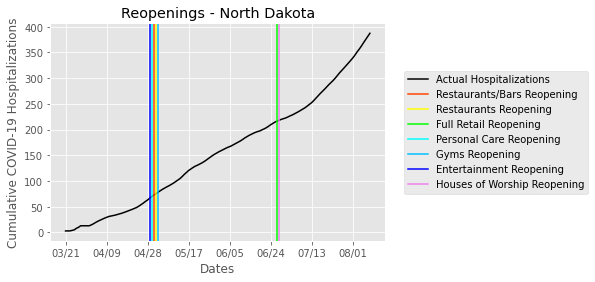 Reopenings - North Dakota
Cumulative COVID-19 Hospitalizations
400
350
300
250
200
150
100
50
0
03/21 04/09 04/28 05/17 06/05 06/24 07/13 08/01
Dates
Actual Hospitalizations
Restaurants/Bars Reopening
Restaurants Reopening
Full Retail Reopening
Personal Care Reopening
Gyms Reopening
Entertainment Reopening
Houses of Worship Reopening